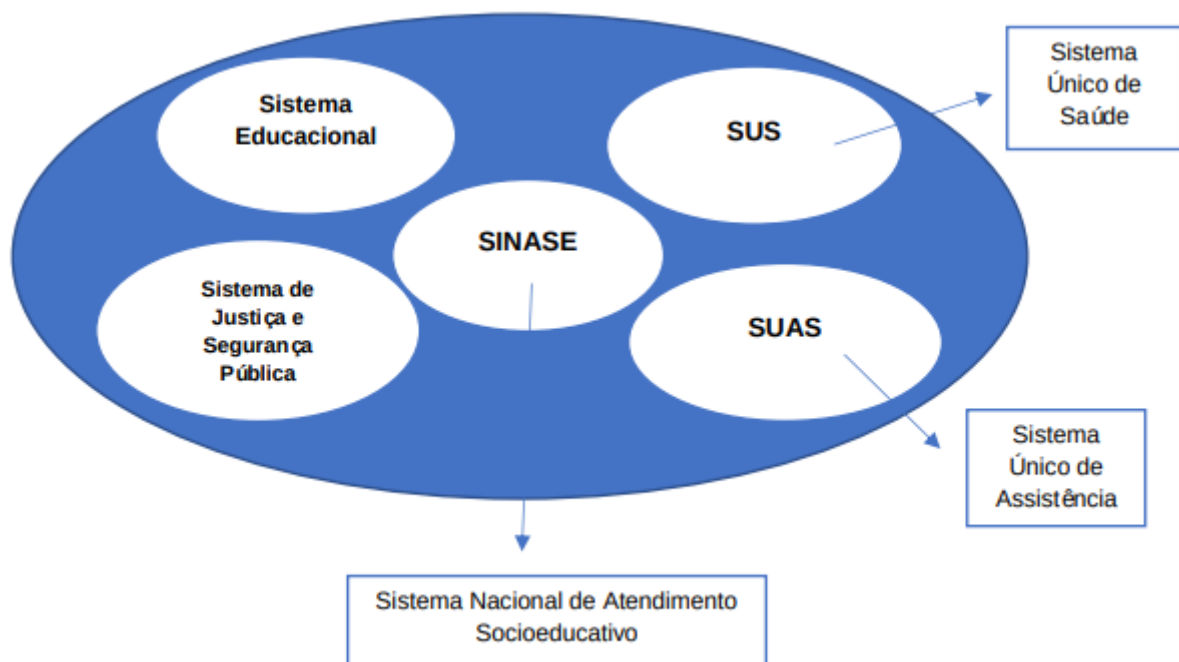 Sistema
Educacional
SUS
Sistema
Único de
Saúde
SINASE
Sistema de
Justiça e
Segurança
Pública
SUAS
Sistema
Único de
Assistência
Sistema Nacional de Atendimento
Socioeducativo